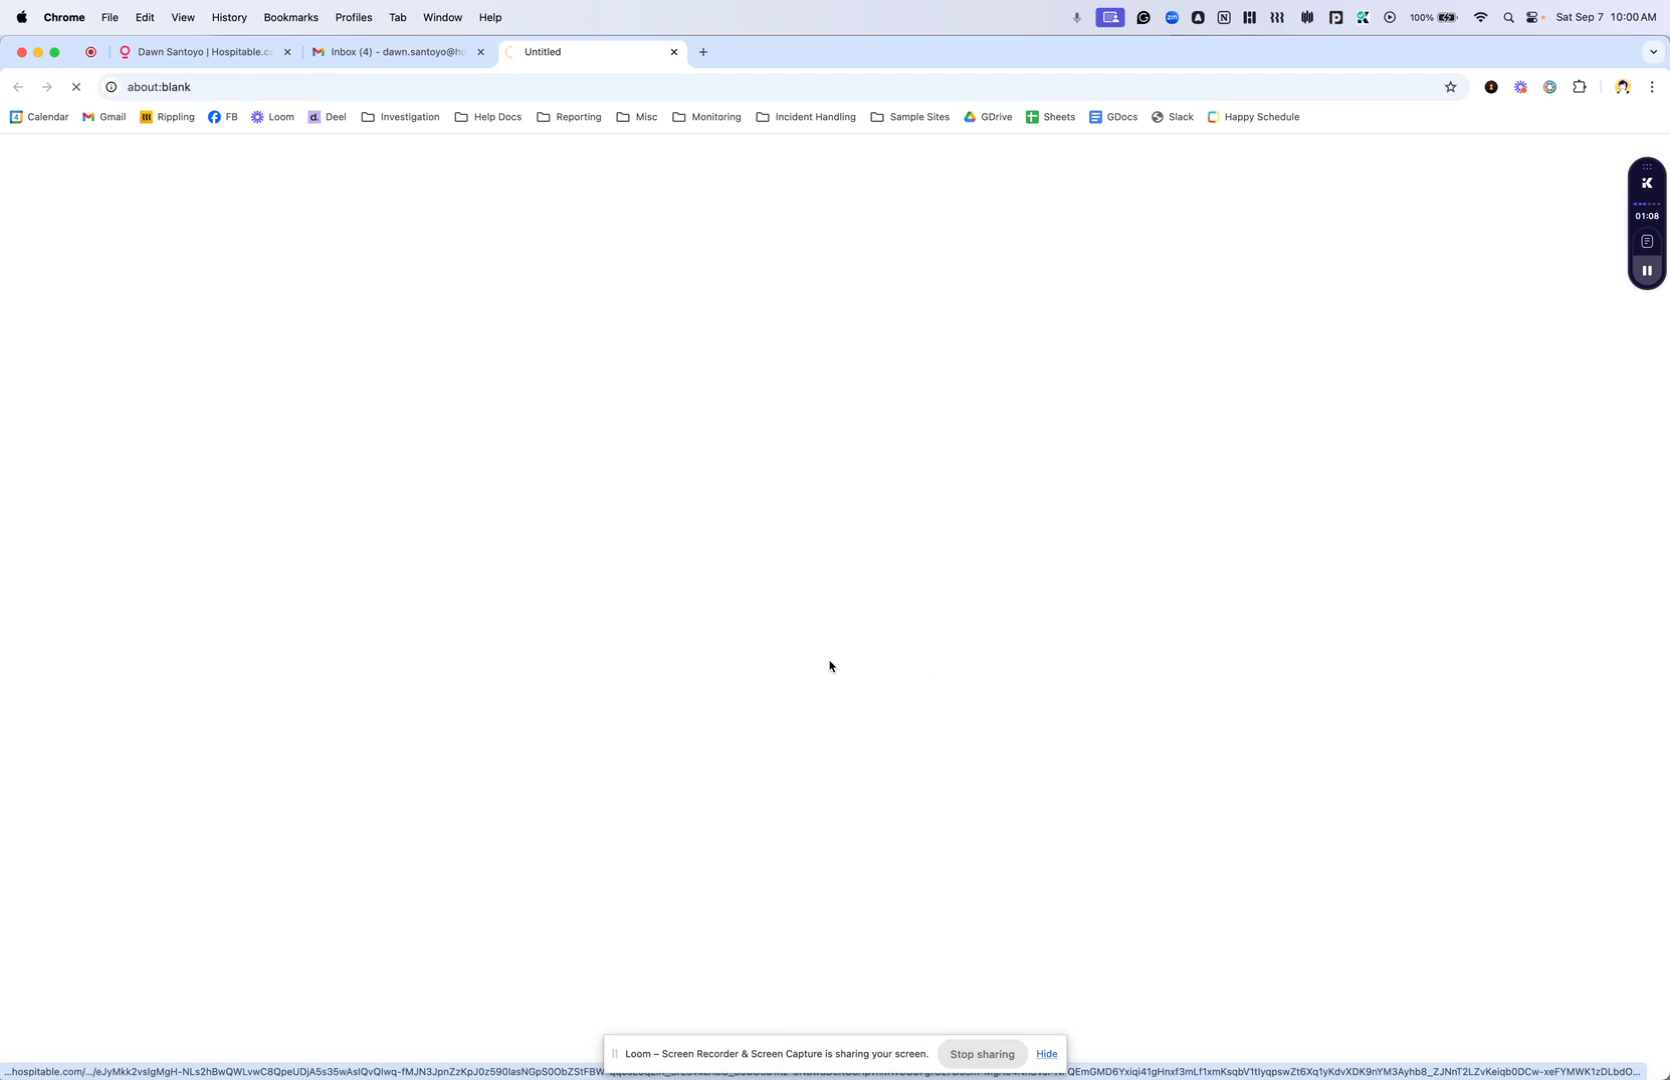 Chrome File Edit View History Bookmarks Profiles Tab Window Help 100% Sat Sep 7 10:00 AM
Dawn Santoyo | Hospitable.c Inbox (4) - dawn.santoyo@ho Untitled
about:blank
4 Calendar Gmail Rippling FB Loom d. Deel Investigation Help Docs Reporting Misc Monitoring Incident Handling Sample Sites GDrive Sheets GDocs Slack Happy Schedule
01:08
Loom – Screen Recorder & Screen Capture is sharing your screen. Stop sharing Hide